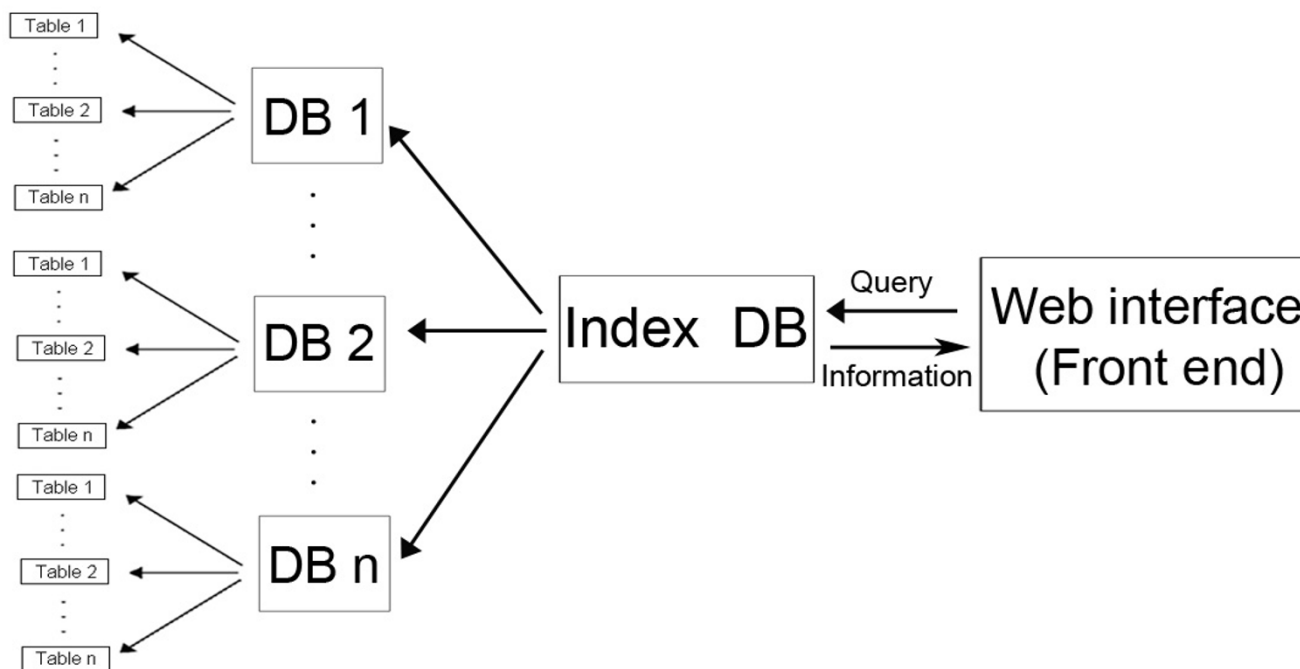 Table 1
Table 2
Table n
DB 1
Table 1
Table 2
Table n
DB 2
Table 1
Table 2
Table n
DB n
Index DB
Query
Information
Web interface
(Front end)